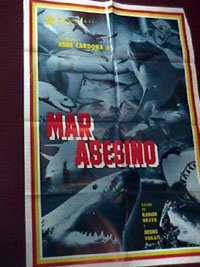 RENE CARDONA JR.
MAR
ASESINO
RAMON
BRAVO
BRUNO
VAILATI